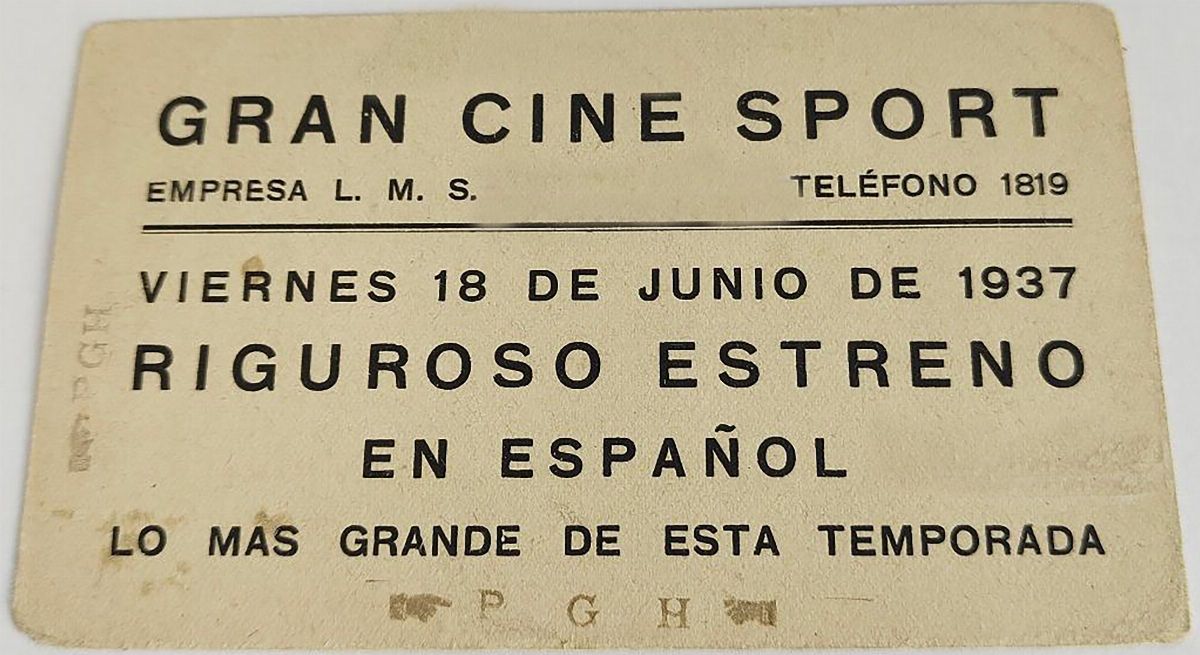 GRAN CINE SPORT
EMPRESA L. M. S. TELÉFONO 1819
VIERNES 18 DE JUNIO DE 1937
RIGUROSO ESTRENO
EN ESPAÑOL
LO MAS GRANDE DE ESTA TEMPORADA
P G H
PGH